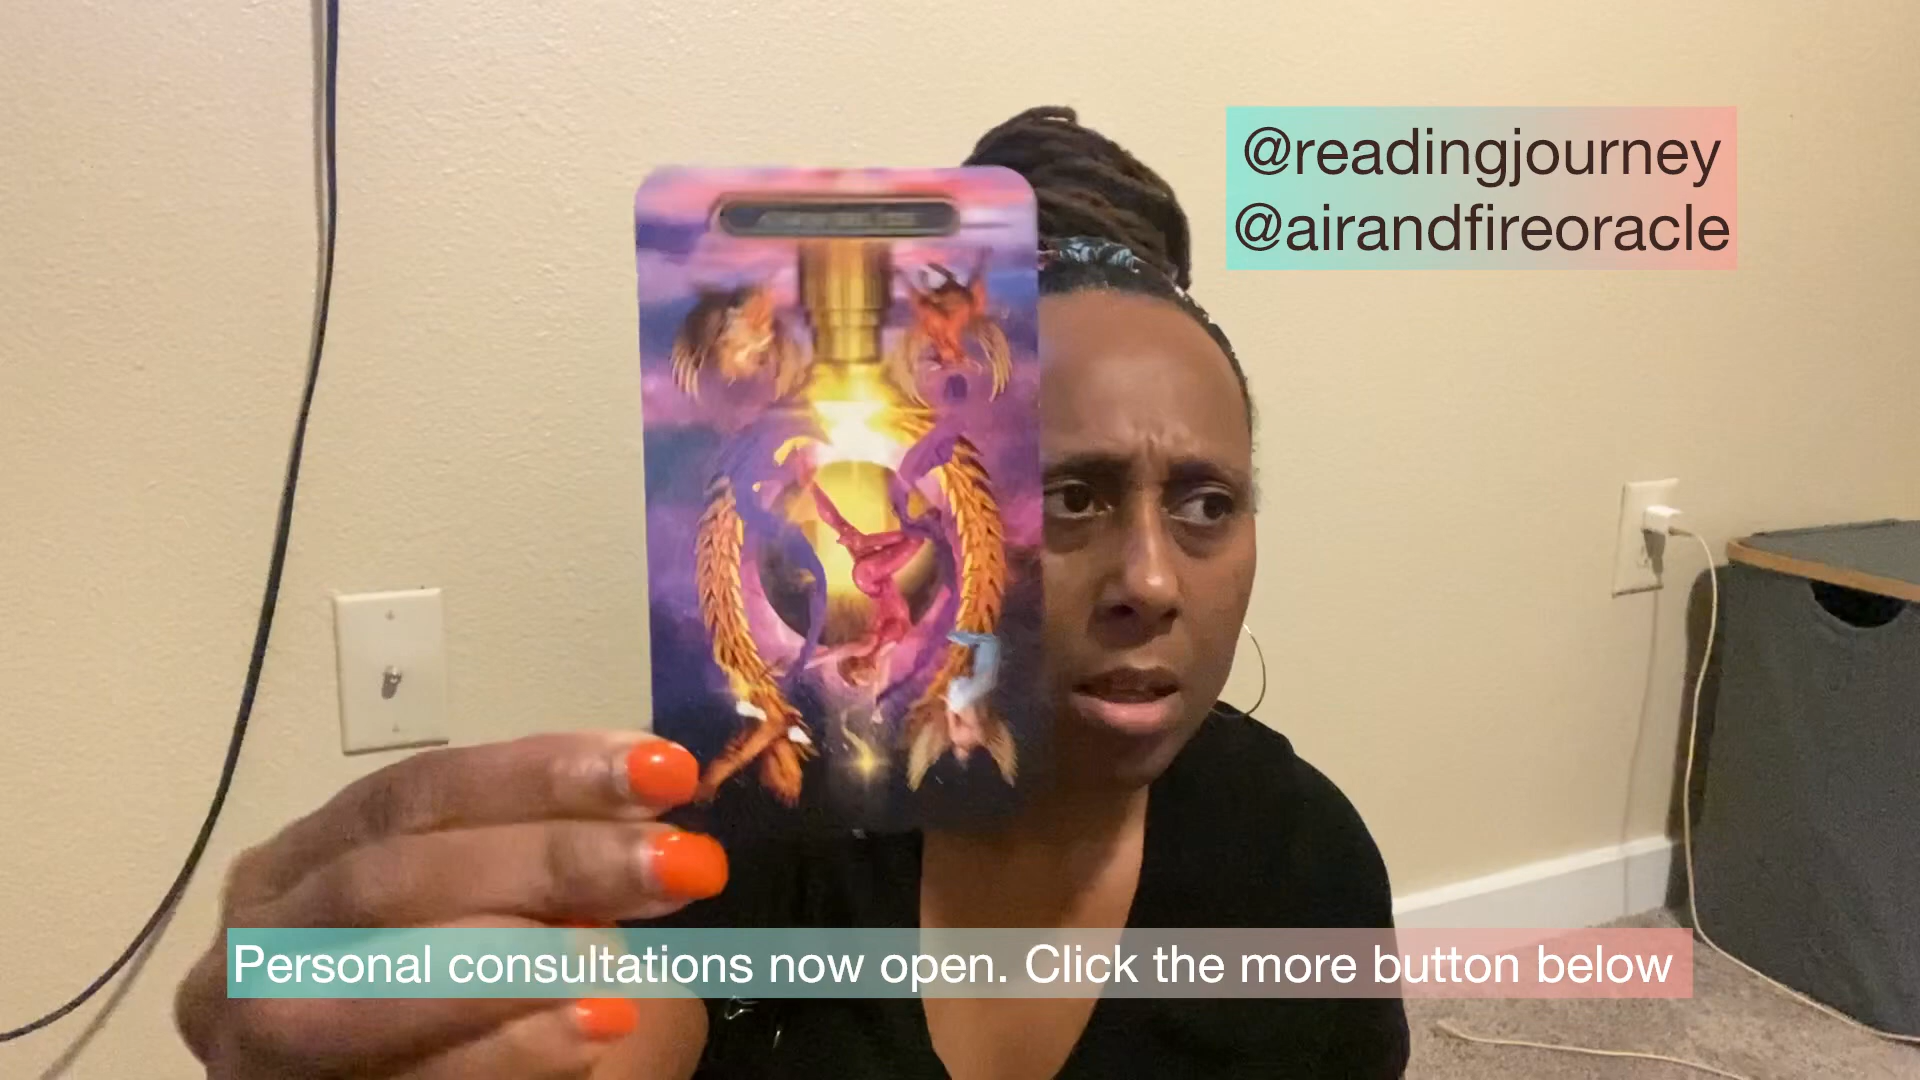 @readingjourney
@airandfireoracle
Personal consultations now open. Click the more button below